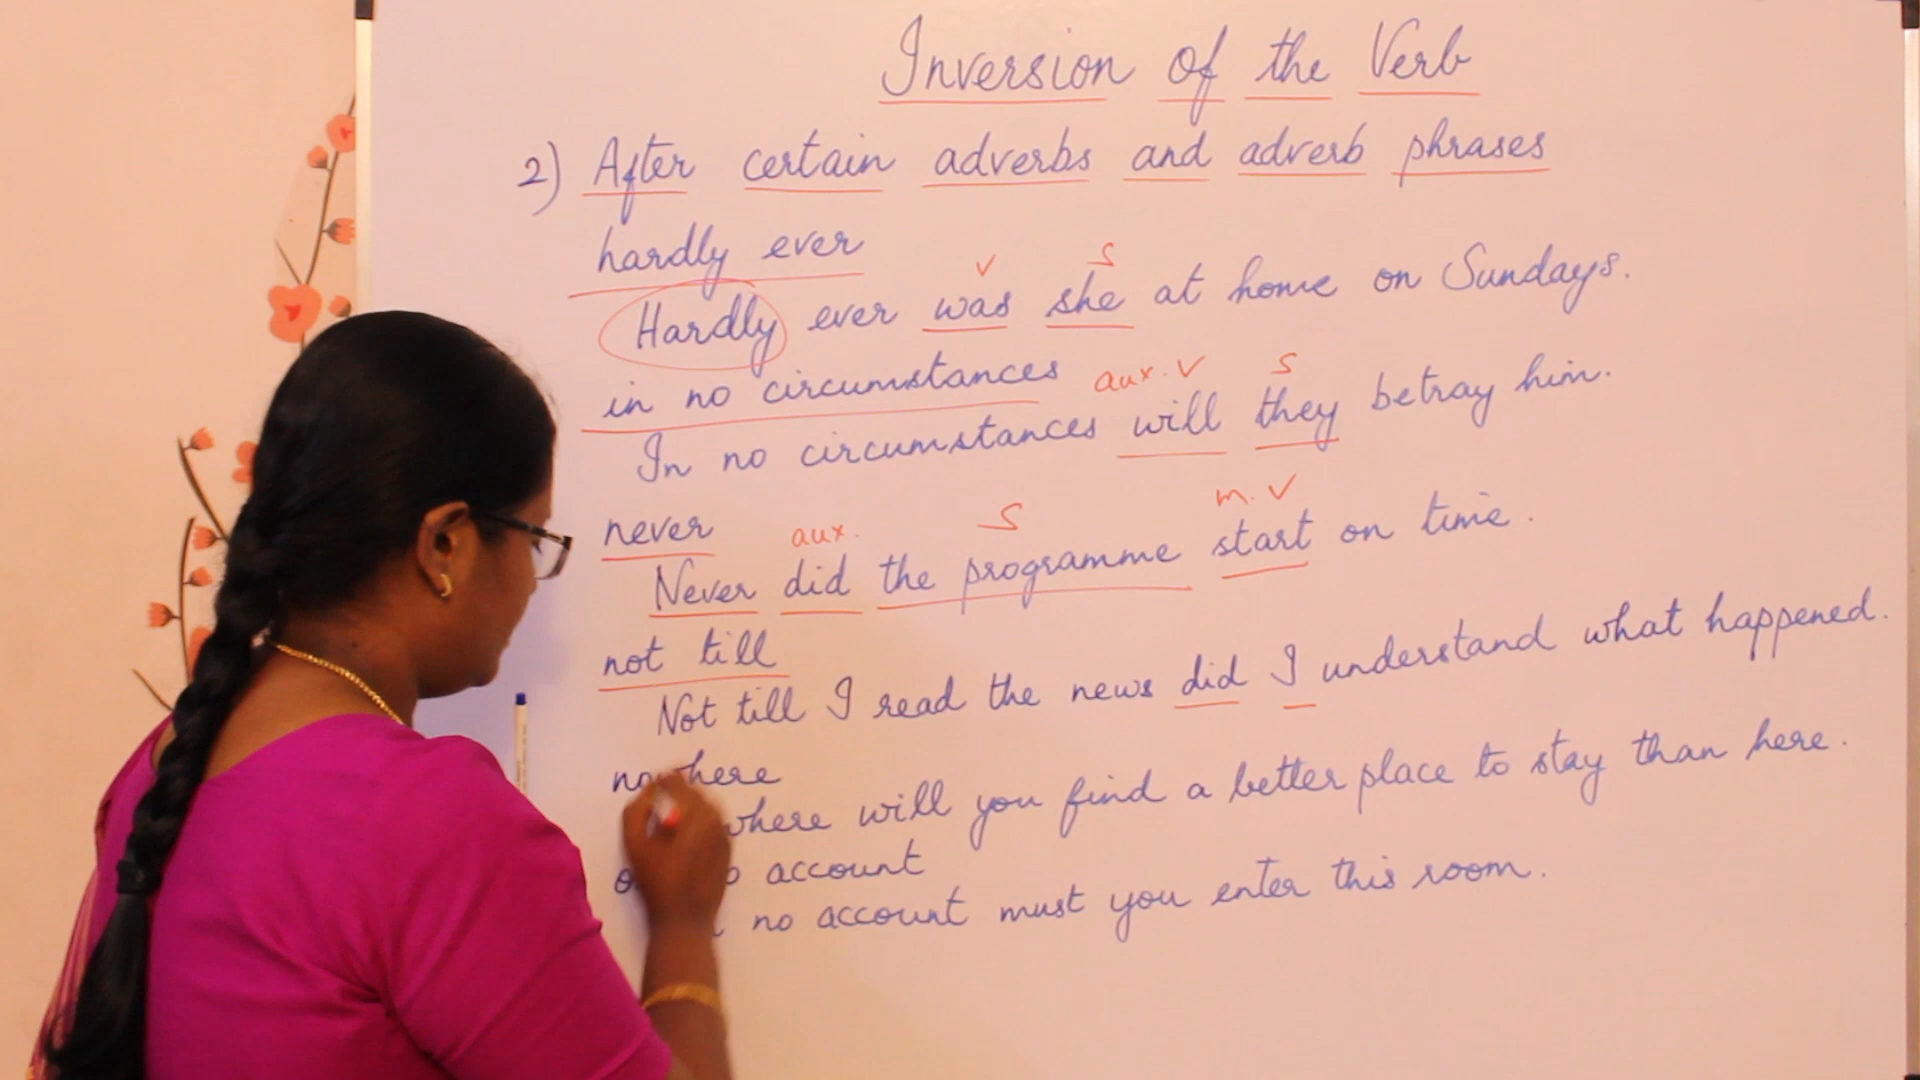 Inversion of the Verb
2) After certain adverbs and adverb phrases
hardly ever
v s
Hardly ever was she at home on Sundays.
in no circumstances aux. v s
In no circumstances will they betray him.
never aux. S m. v
Never did the programme start on time.
not till
Not till I read the news did I understand what happened.
nowhere
where will you find a better place to stay than here.
account
no account must you enter this room.